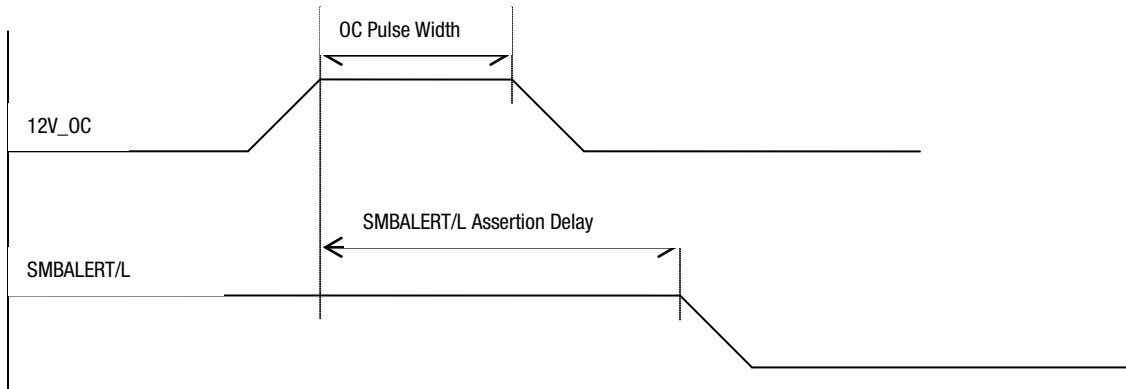 OC Pulse Width
12V_OC
SMBALERT/L Assertion Delay
SMBALERT/L